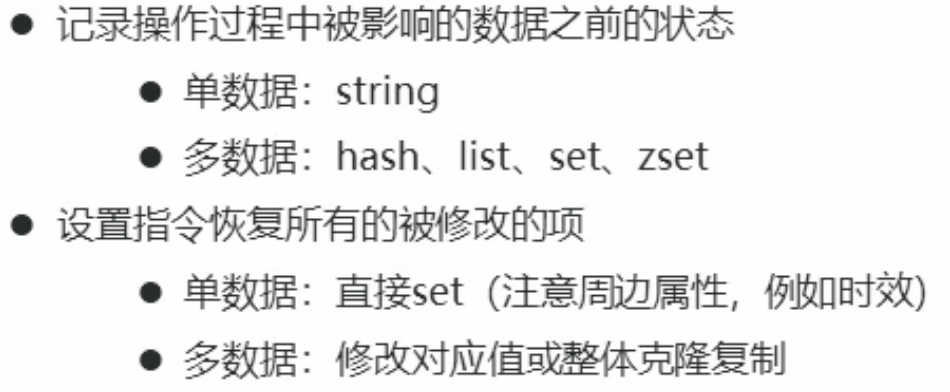 ● 记录操作过程中被影响的数据之前的状态
● 单数据：string
● 多数据：hash、list、set、zset
● 设置指令恢复所有的被修改的项
● 单数据：直接set（注意周边属性，例如时效）
● 多数据：修改对应值或整体克隆复制